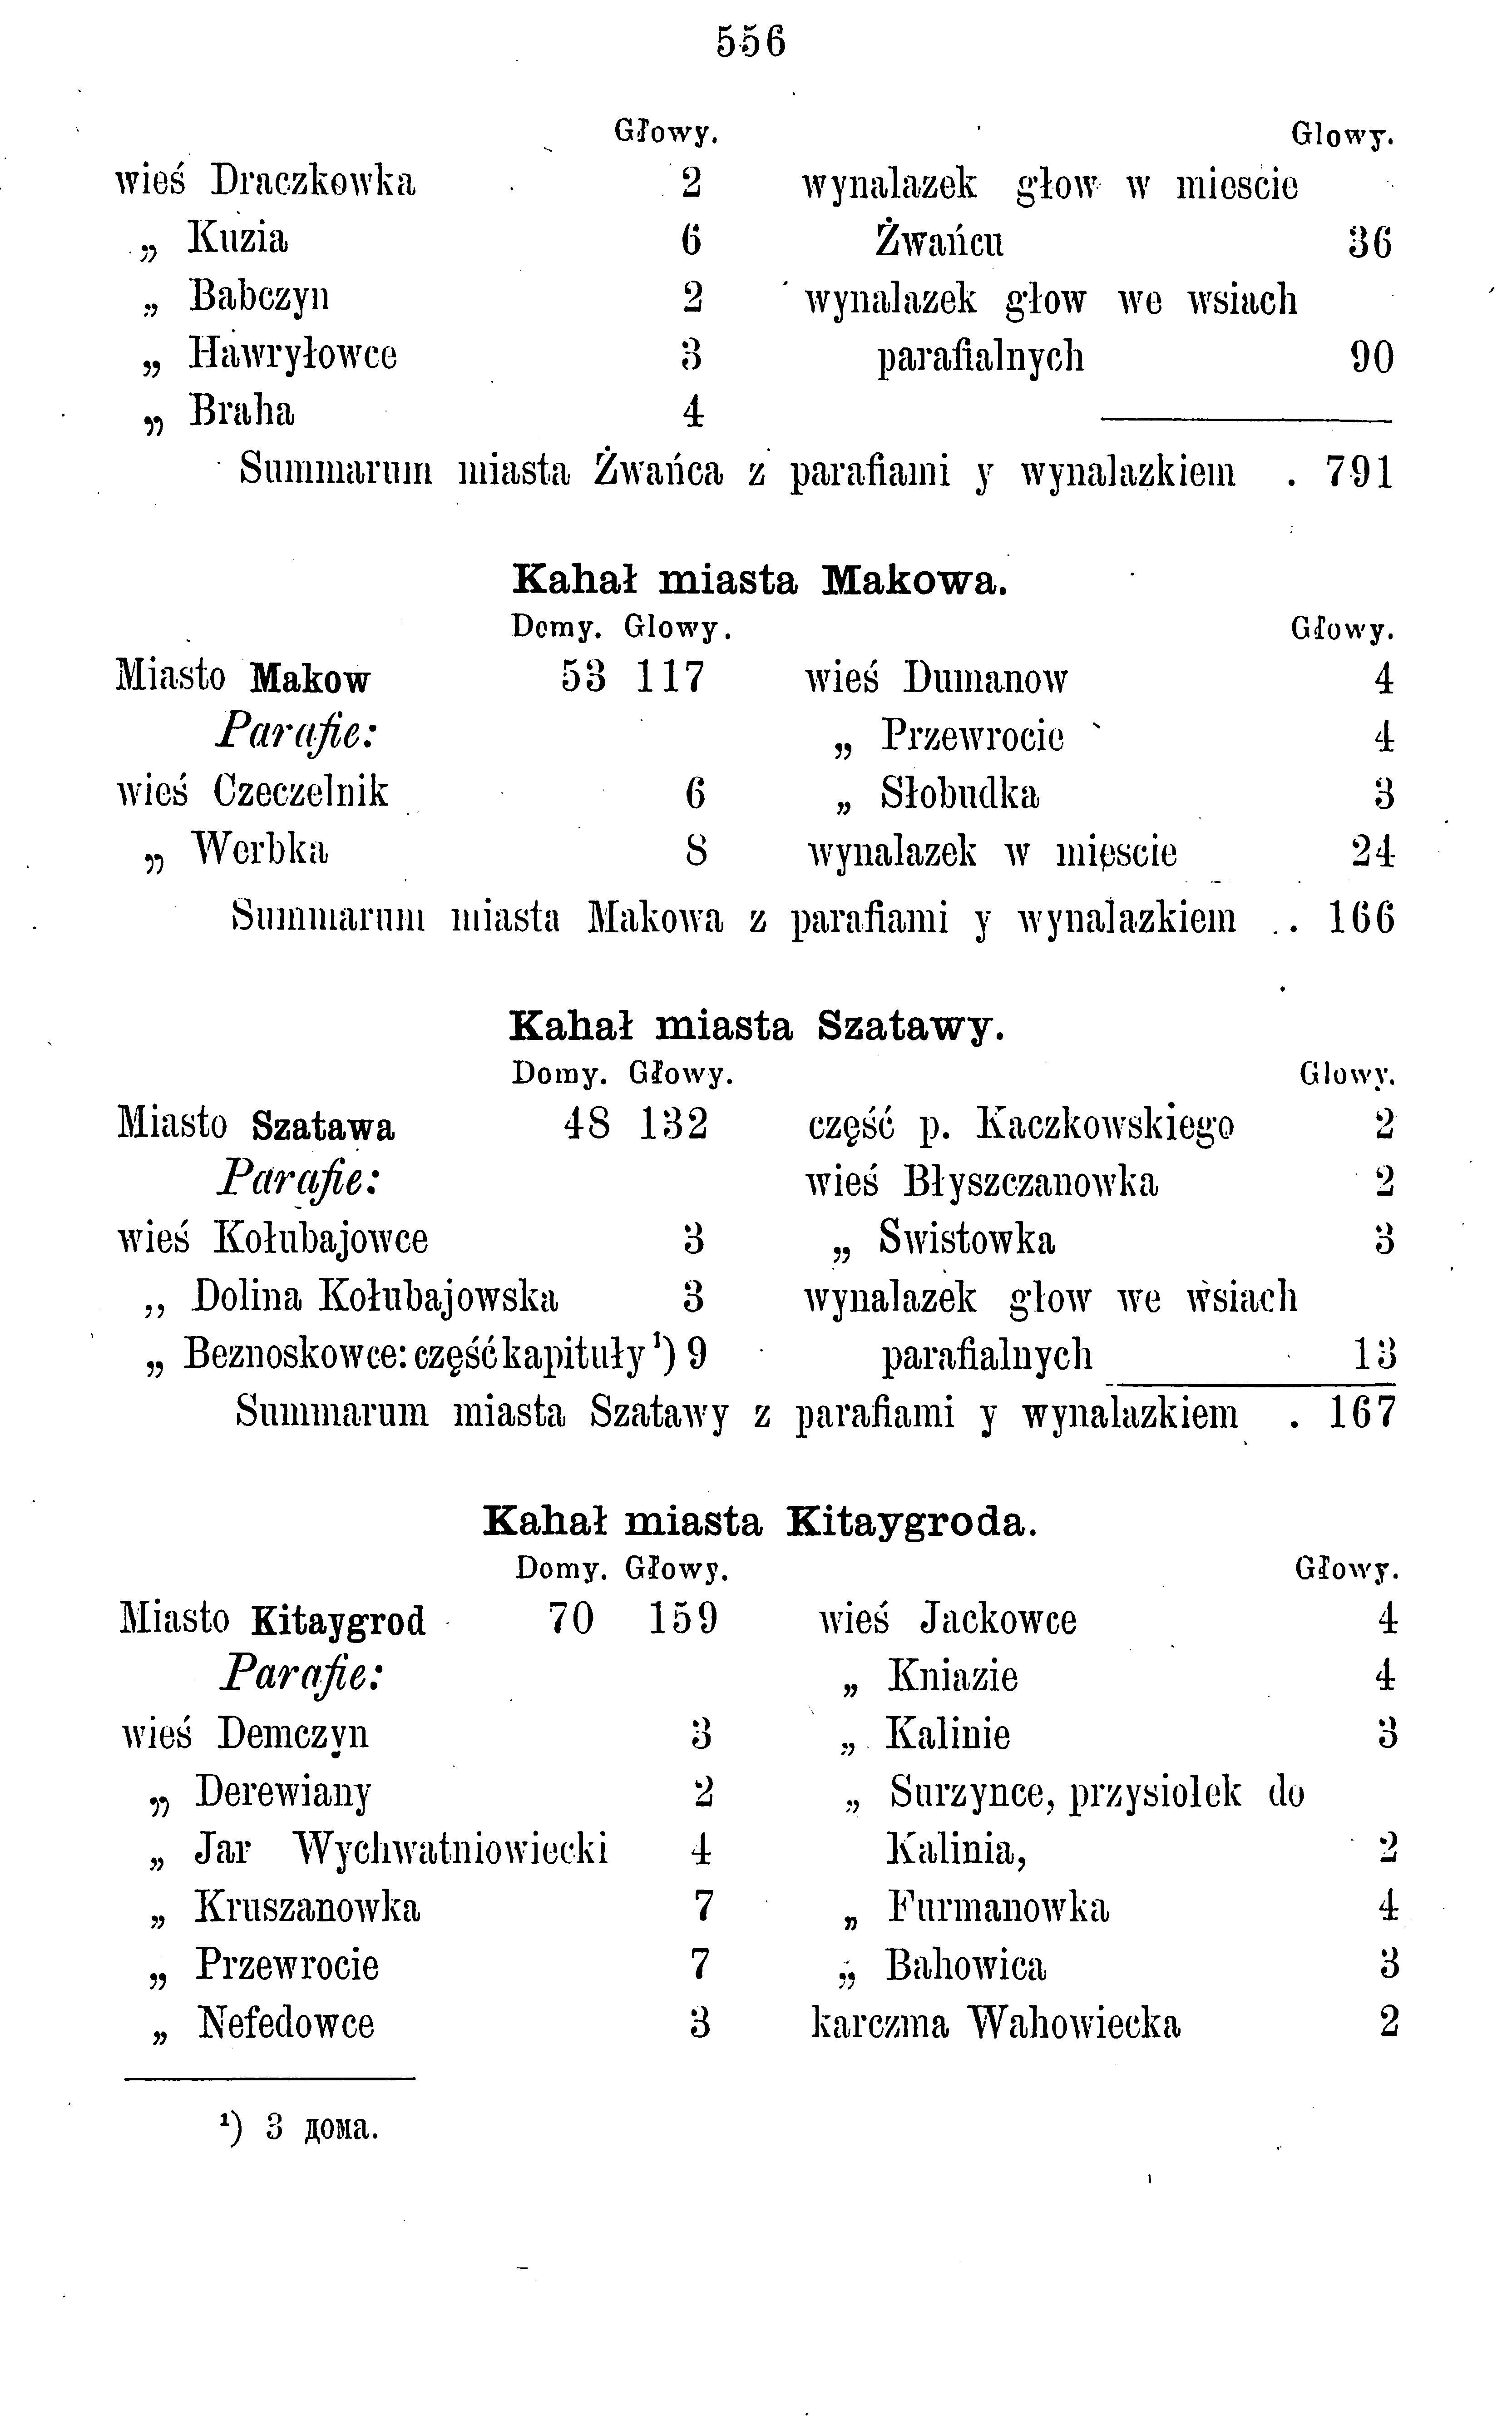 556
Głowy.
wieś Draczkowka 2
„ Kuzia 6
„ Babczyn 2
„ Hawryłowce 3
„ Braha 4
Głowy.
wynalazek głow w miescie
Żwańcu 36
wynalazek głow we wsiach
parafialnych 90
Summarum miasta Żwańca z parafiami y wynalazkiem . 791
Kahał miasta Makowa.
Domy. Głowy.
Miasto Makow 53 117
Parafie:
wieś Czeczelnik 6
„ Werbka 8
Głowy.
wieś Dumanow 4
„ Przewrocie 4
„ Słobudka 3
wynalazek w miescie 24
Summarum miasta Makowa z parafiami y wynalazkiem . 166
Kahał miasta Szatawy.
Domy. Głowy.
Miasto Szatawa 48 132
Parafie:
wieś Kołubajowce 3
„ Dolina Kołubajowska 3
„ Beznoskowce: część kapituły ¹) 9
Głowy.
część p. Kaczkowskiego 2
wieś Błyszczanowka 2
„ Swistowka 3
wynalazek głow we wsiach
parafialnych 13
Summarum miasta Szatawy z parafiami y wynalazkiem . 167
Kahał miasta Kitaygroda.
Domy. Głowy.
Miasto Kitaygrod 70 159
Parafie:
wieś Demczyn 3
„ Derewiany 2
„ Jar Wychwatniowiecki 4
„ Kruszanowka 7
„ Przewrocie 7
„ Nefedowce 3
Głowy.
wieś Jackowce 4
„ Kniazie 4
„ Kalinie 3
„ Surzynce, przysiolek do
Kalinia, 2
„ Furmanowka 4
„ Bahowica 3
karczma Wahowiecka 2
¹) 3 дома.